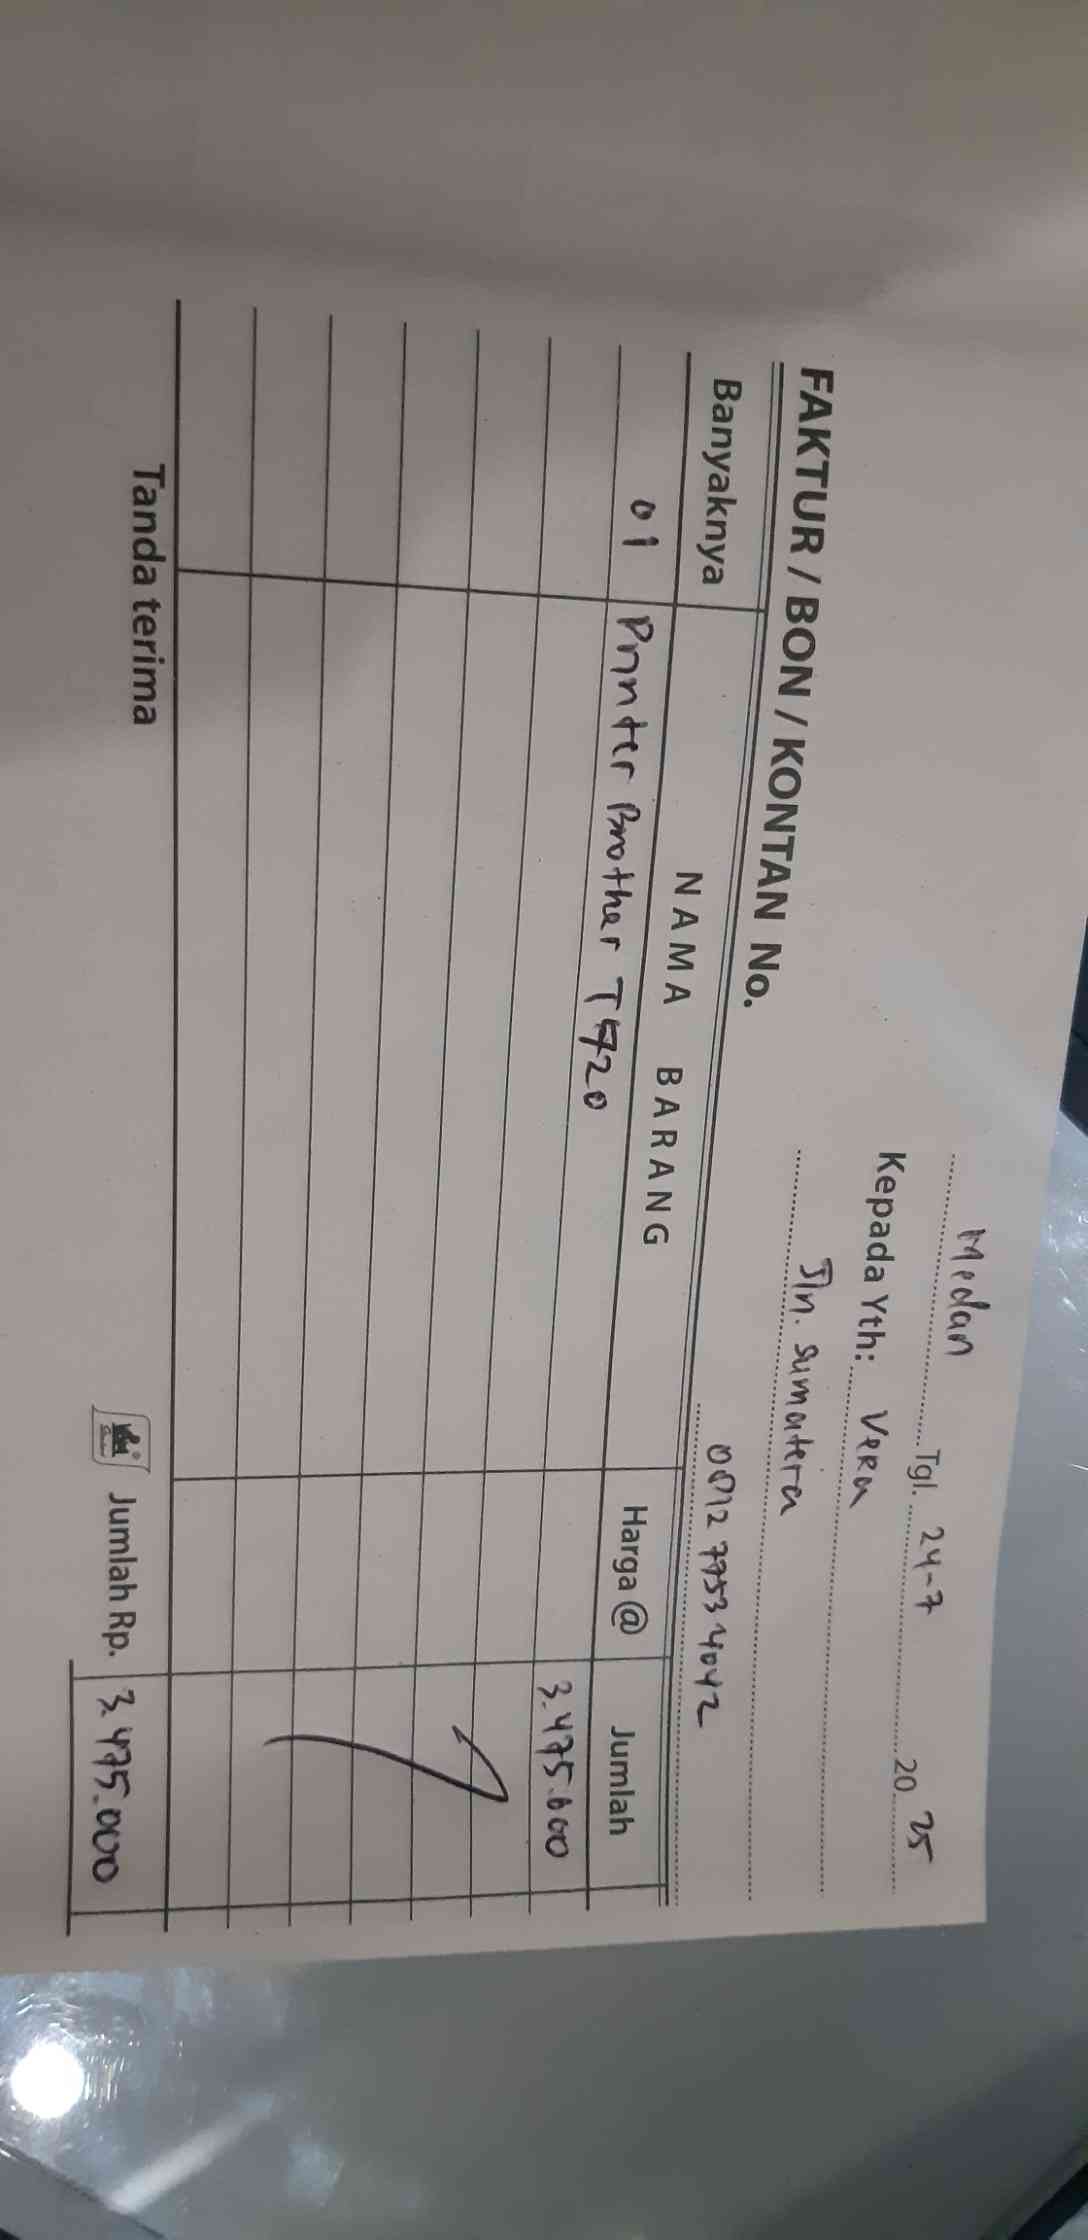 Medan Tgl. 24-7 20 25
Kepada Yth: Vera
Jln. Sumatera
0812 7753 4042
FAKTUR / BON / KONTAN No.
Banyaknya NAMA BARANG Harga @ Jumlah
01 Printer Brother T4720 3.475.000
Tanda terima Jumlah Rp. 3.475.000